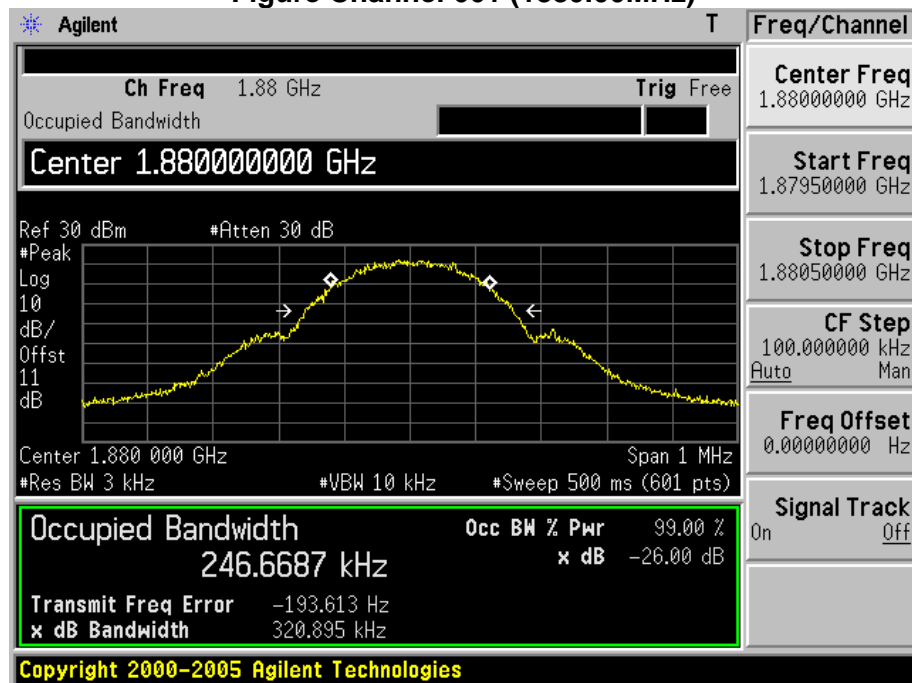 Agilent T
Ch Freq 1.88 GHz Trig Free
Occupied Bandwidth
Center 1.880000000 GHz
Ref 30 dBm #Atten 30 dB
#Peak
Log
10
dB/
Offst
11
dB
Center 1.880 000 GHz Span 1 MHz
#Res BW 3 kHz #VBW 10 kHz #Sweep 500 ms (601 pts)
Occupied Bandwidth Occ BW % Pwr 99.00 %
246.6687 kHz x dB -26.00 dB
Transmit Freq Error -193.613 Hz
x dB Bandwidth 320.895 kHz
Copyright 2000-2005 Agilent Technologies
Freq/Channel
Center Freq
1.88000000 GHz
Start Freq
1.87950000 GHz
Stop Freq
1.88050000 GHz
CF Step
100.000000 kHz
Auto Man
Freq Offset
0.00000000 Hz
Signal Track
On Off